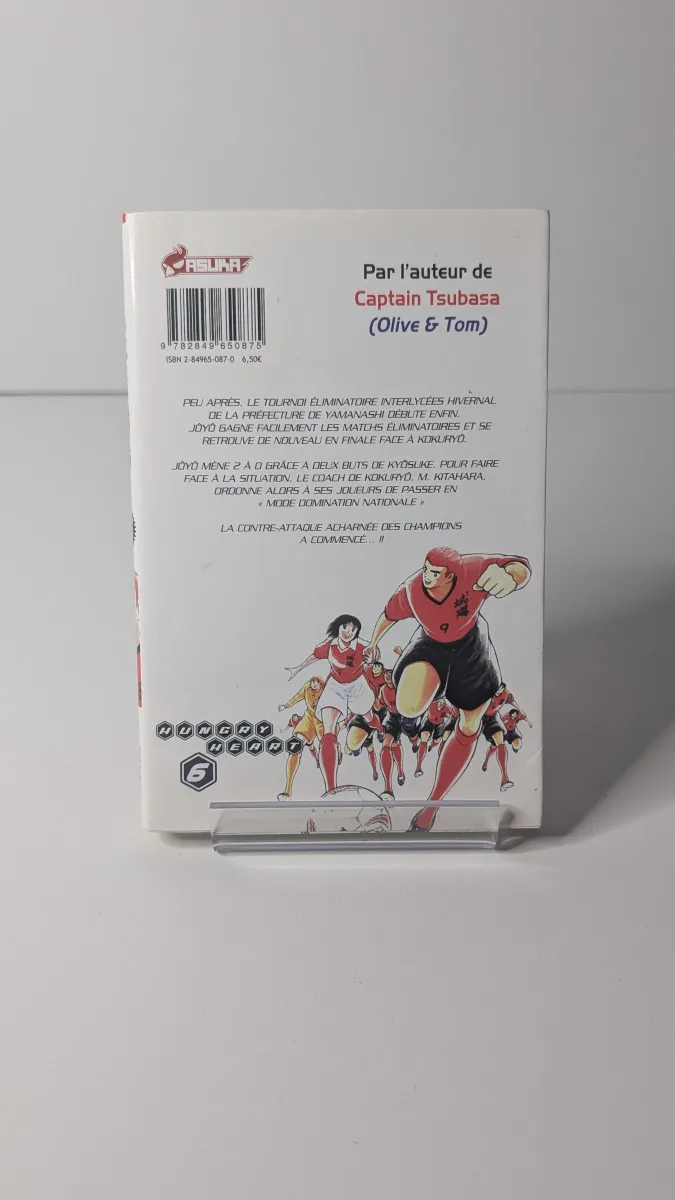 ASUKA
Par l'auteur de
Captain Tsubasa
(Olive & Tom)
9 782849 650875
ISBN 2-84965-087-0 6,50€
PEU APRÈS, LE TOURNOI ÉLIMINATOIRE INTERLYCÉES HIVERNAL
DE LA PRÉFECTURE DE YAMANASHI DÉBUTE ENFIN.
JÔYÔ GAGNE FACILEMENT LES MATCHS ÉLIMINATOIRES ET SE
RETROUVE DE NOUVEAU EN FINALE FACE À KOKURYÔ.
JÔYÔ MÈNE 2 À 0 GRÂCE À DEUX BUTS DE KYÔSUKE. POUR FAIRE
FACE À LA SITUATION, LE COACH DE KOKURYÔ, M. KITAHARA,
ORDONNE ALORS À SES JOUEURS DE PASSER EN
« MODE DOMINATION NATIONALE »
LA CONTRE-ATTAQUE ACHARNÉE DES CHAMPIONS
A COMMENCÉ... !!
城陽
9
城陽
HUNGRY
HEART
6